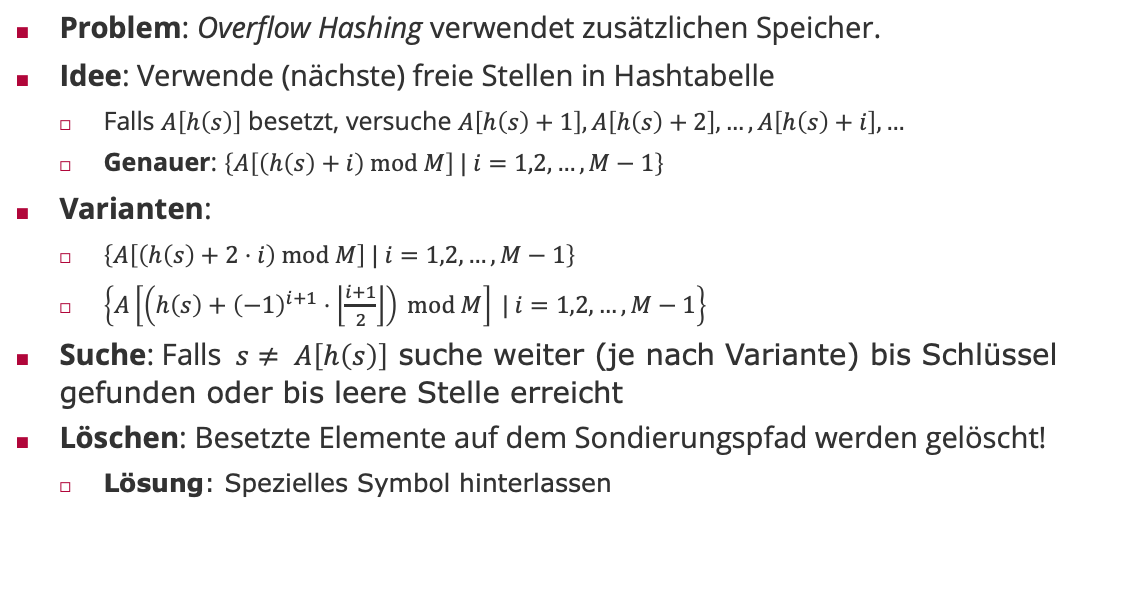 ▪ Problem: Overflow Hashing verwendet zusätzlichen Speicher.
▪ Idee: Verwende (nächste) freie Stellen in Hashtabelle
▫ Falls A[h(s)] besetzt, versuche A[h(s) + 1], A[h(s) + 2], … , A[h(s) + i], …
▫ Genauer: {A[(h(s) + i) mod M] | i = 1,2, … , M − 1}
▪ Varianten:
▫ {A[(h(s) + 2 · i) mod M] | i = 1,2, … , M − 1}
▫ {A[(h(s) + (−1)^{i+1} · ⌊(i+1)/2⌋) mod M] | i = 1,2, … , M − 1}
▪ Suche: Falls s ≠ A[h(s)] suche weiter (je nach Variante) bis Schlüssel
gefunden oder bis leere Stelle erreicht
▪ Löschen: Besetzte Elemente auf dem Sondierungspfad werden gelöscht!
▫ Lösung: Spezielles Symbol hinterlassen